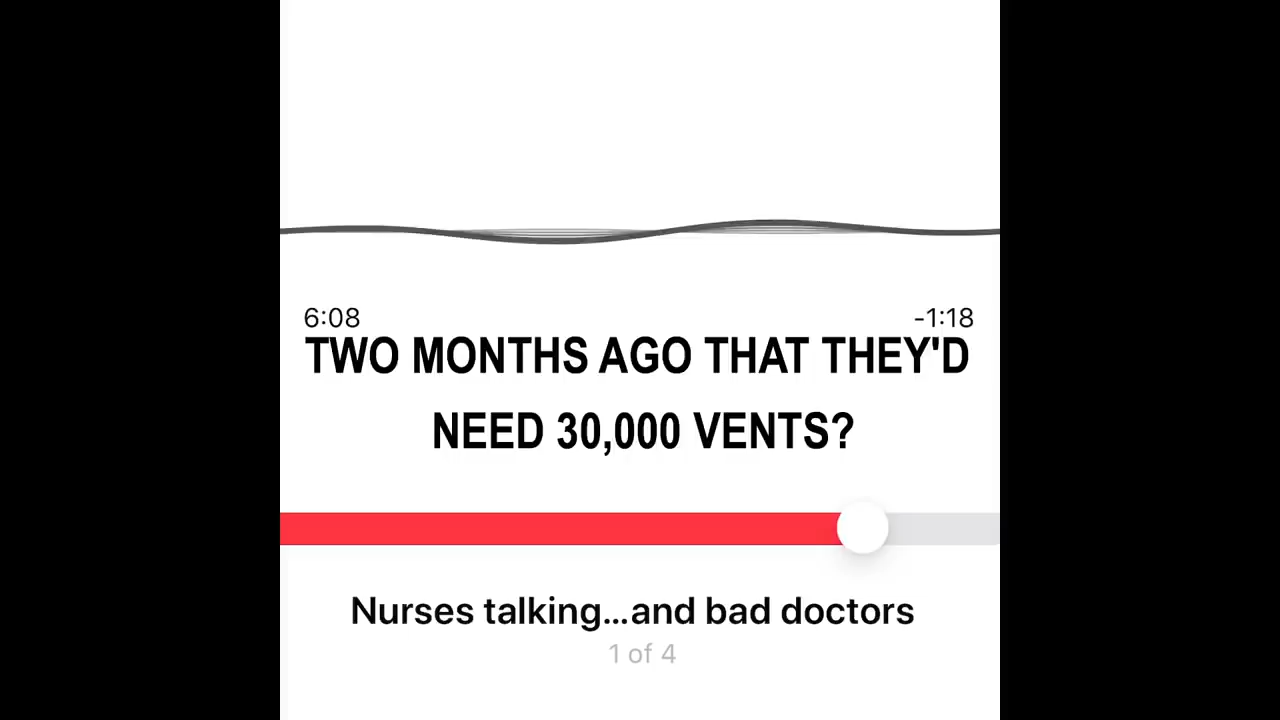 6:08 -1:18
TWO MONTHS AGO THAT THEY'D
NEED 30,000 VENTS?
Nurses talking...and bad doctors
1 of 4